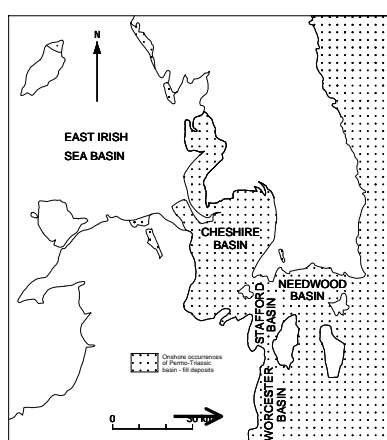 N
EAST IRISH
SEA BASIN
CHESHIRE
BASIN
NEEDWOOD
BASIN
STAFFORD
BASIN
WORCESTER
BASIN
Onshore occurrences
of Permo-Triassic
basin - fill deposits
0 30 km